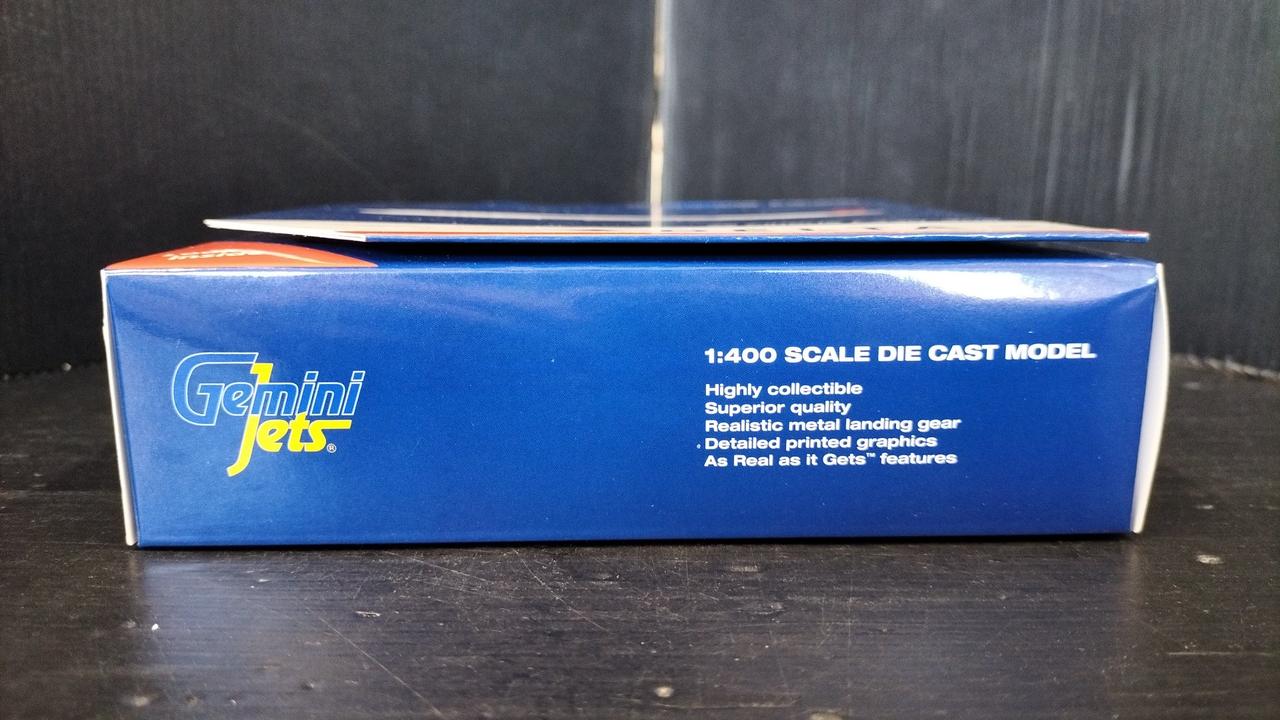 Gemini
Jets®
1:400 SCALE DIE CAST MODEL
Highly collectible
Superior quality
Realistic metal landing gear
Detailed printed graphics
As Real as it Gets™ features